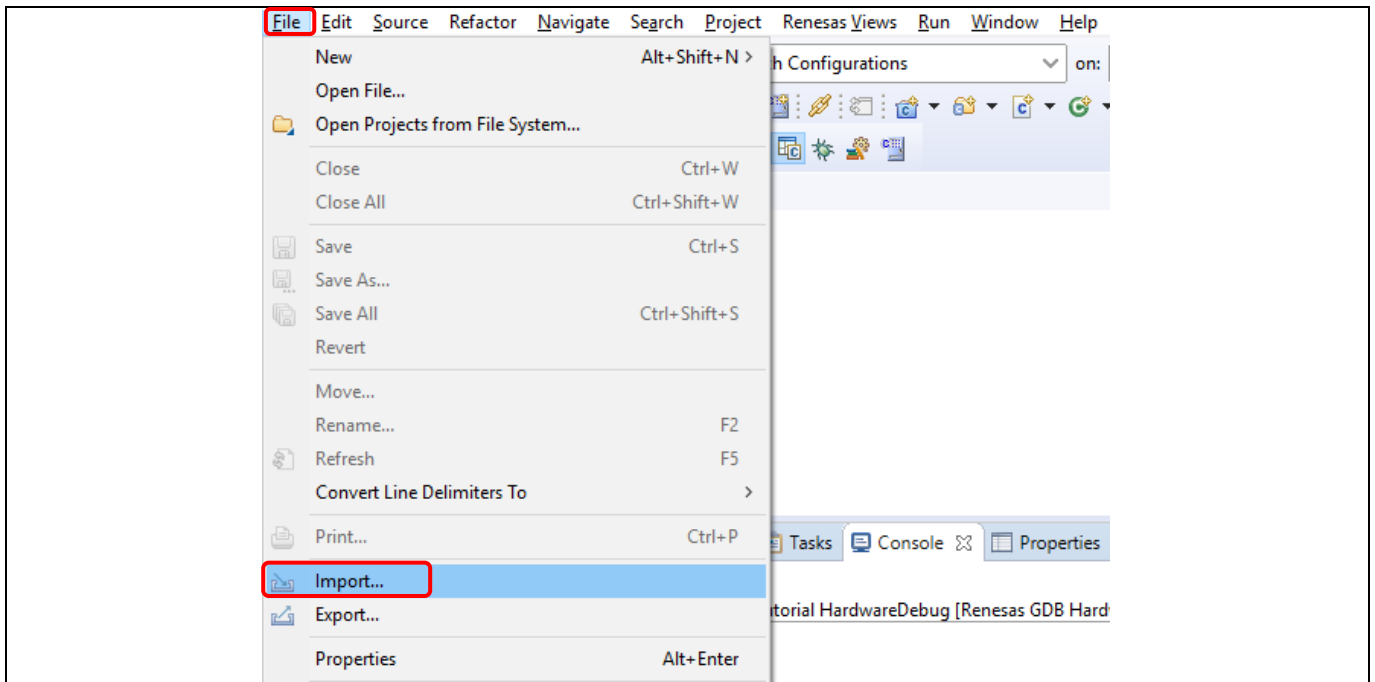 File Edit Source Refactor Navigate Search Project Renesas Views Run Window Help
New Alt+Shift+N >
h Configurations on:
Open File...
Open Projects from File System...
Close Ctrl+W
Close All Ctrl+Shift+W
Save Ctrl+S
Save As...
Save All Ctrl+Shift+S
Revert
Move...
Rename... F2
Refresh F5
Convert Line Delimiters To >
Print... Ctrl+P
Tasks Console Properties
Import...
Export...
torial HardwareDebug [Renesas GDB Hard
Properties Alt+Enter